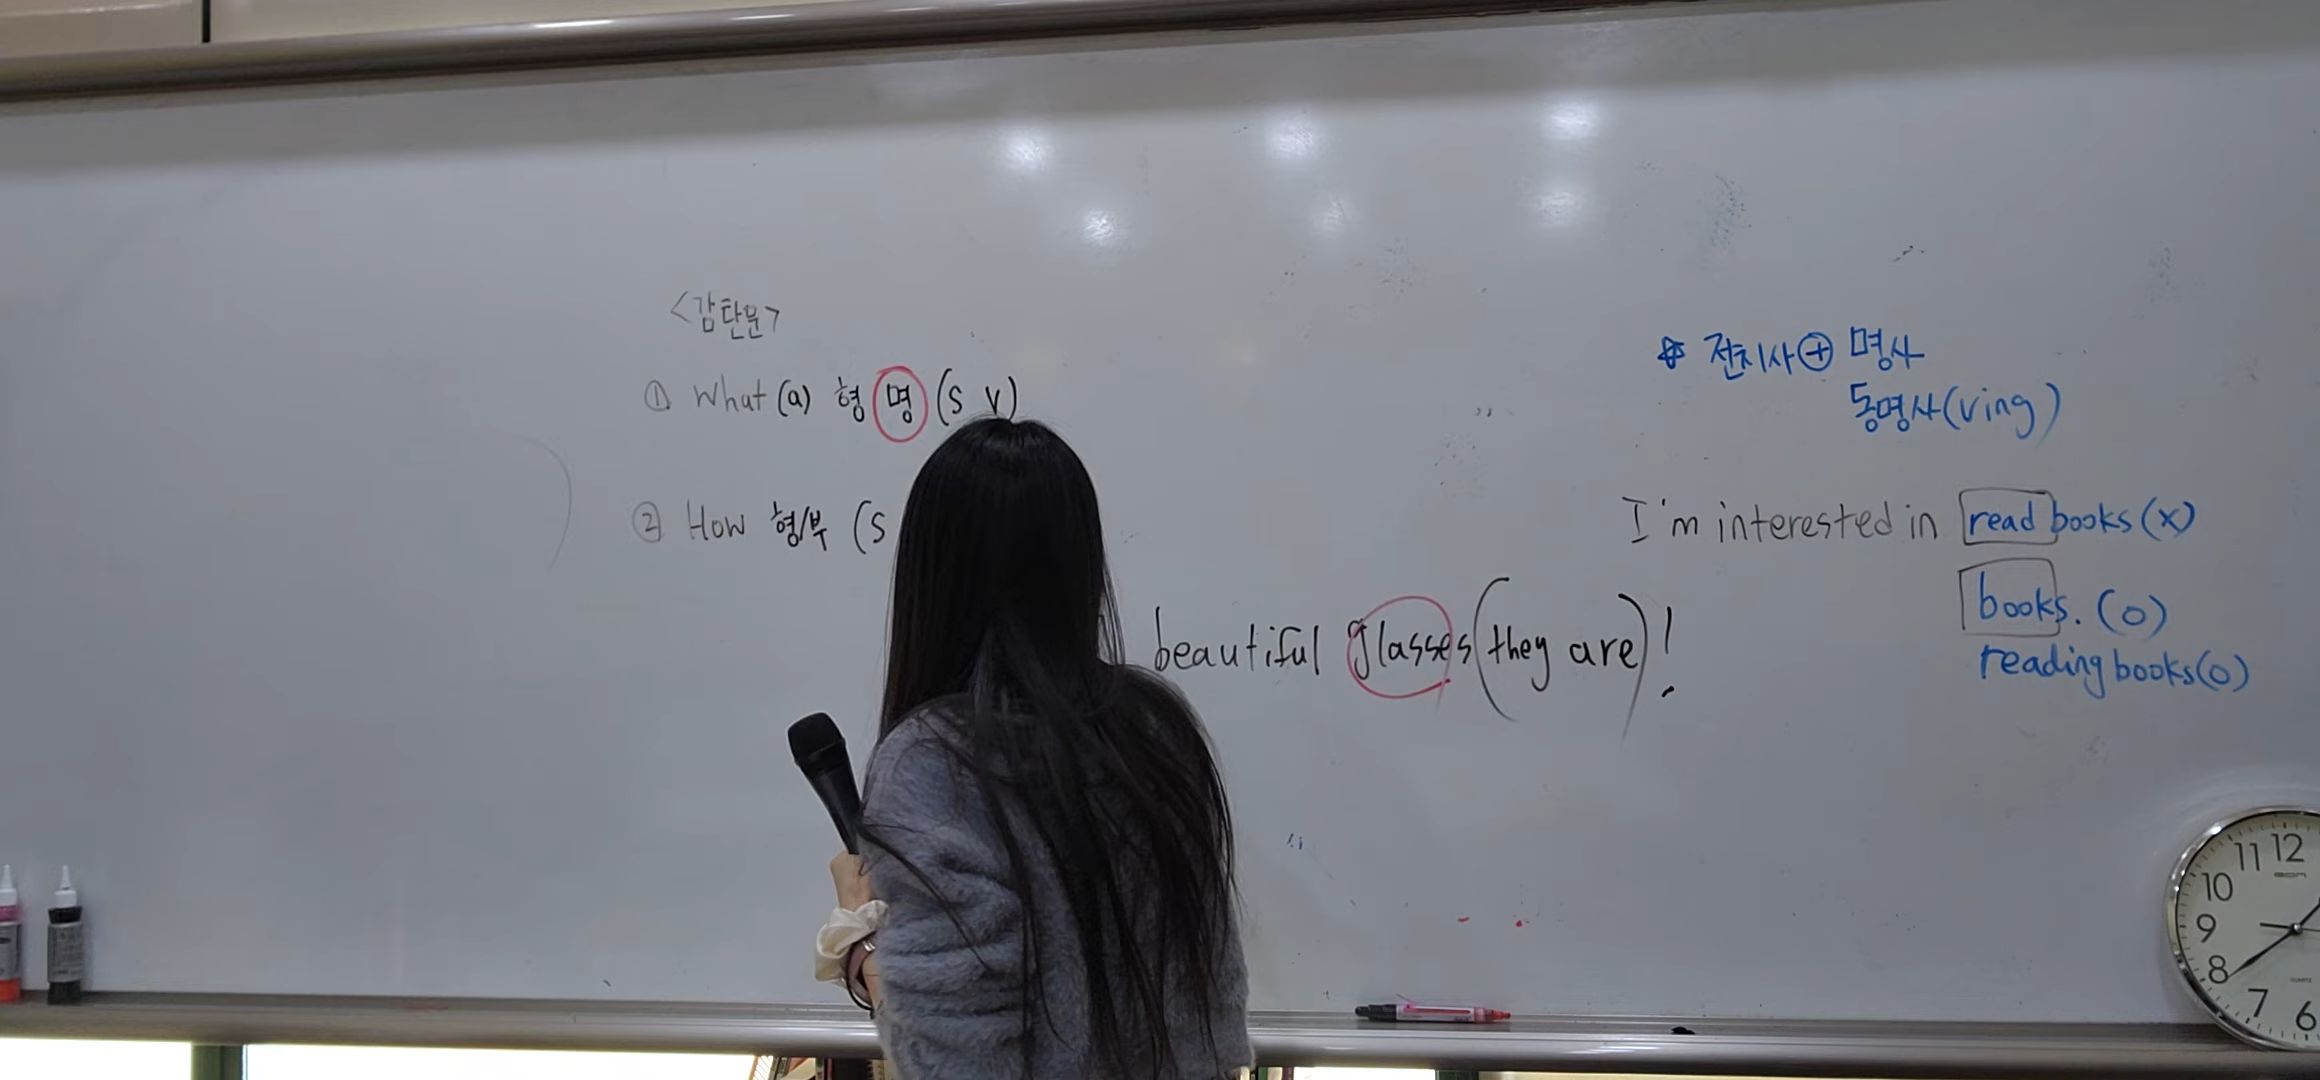 <감탄문>
① What (a) 형 명 (S V)
② How 형/부 (S
beautiful glasses (they are)!
☆ 전치사 ⊕ 명사
동명사(ving)
I'm interested in read books (x)
books. (o)
reading books (o)
11 12
10
9
8
7 6